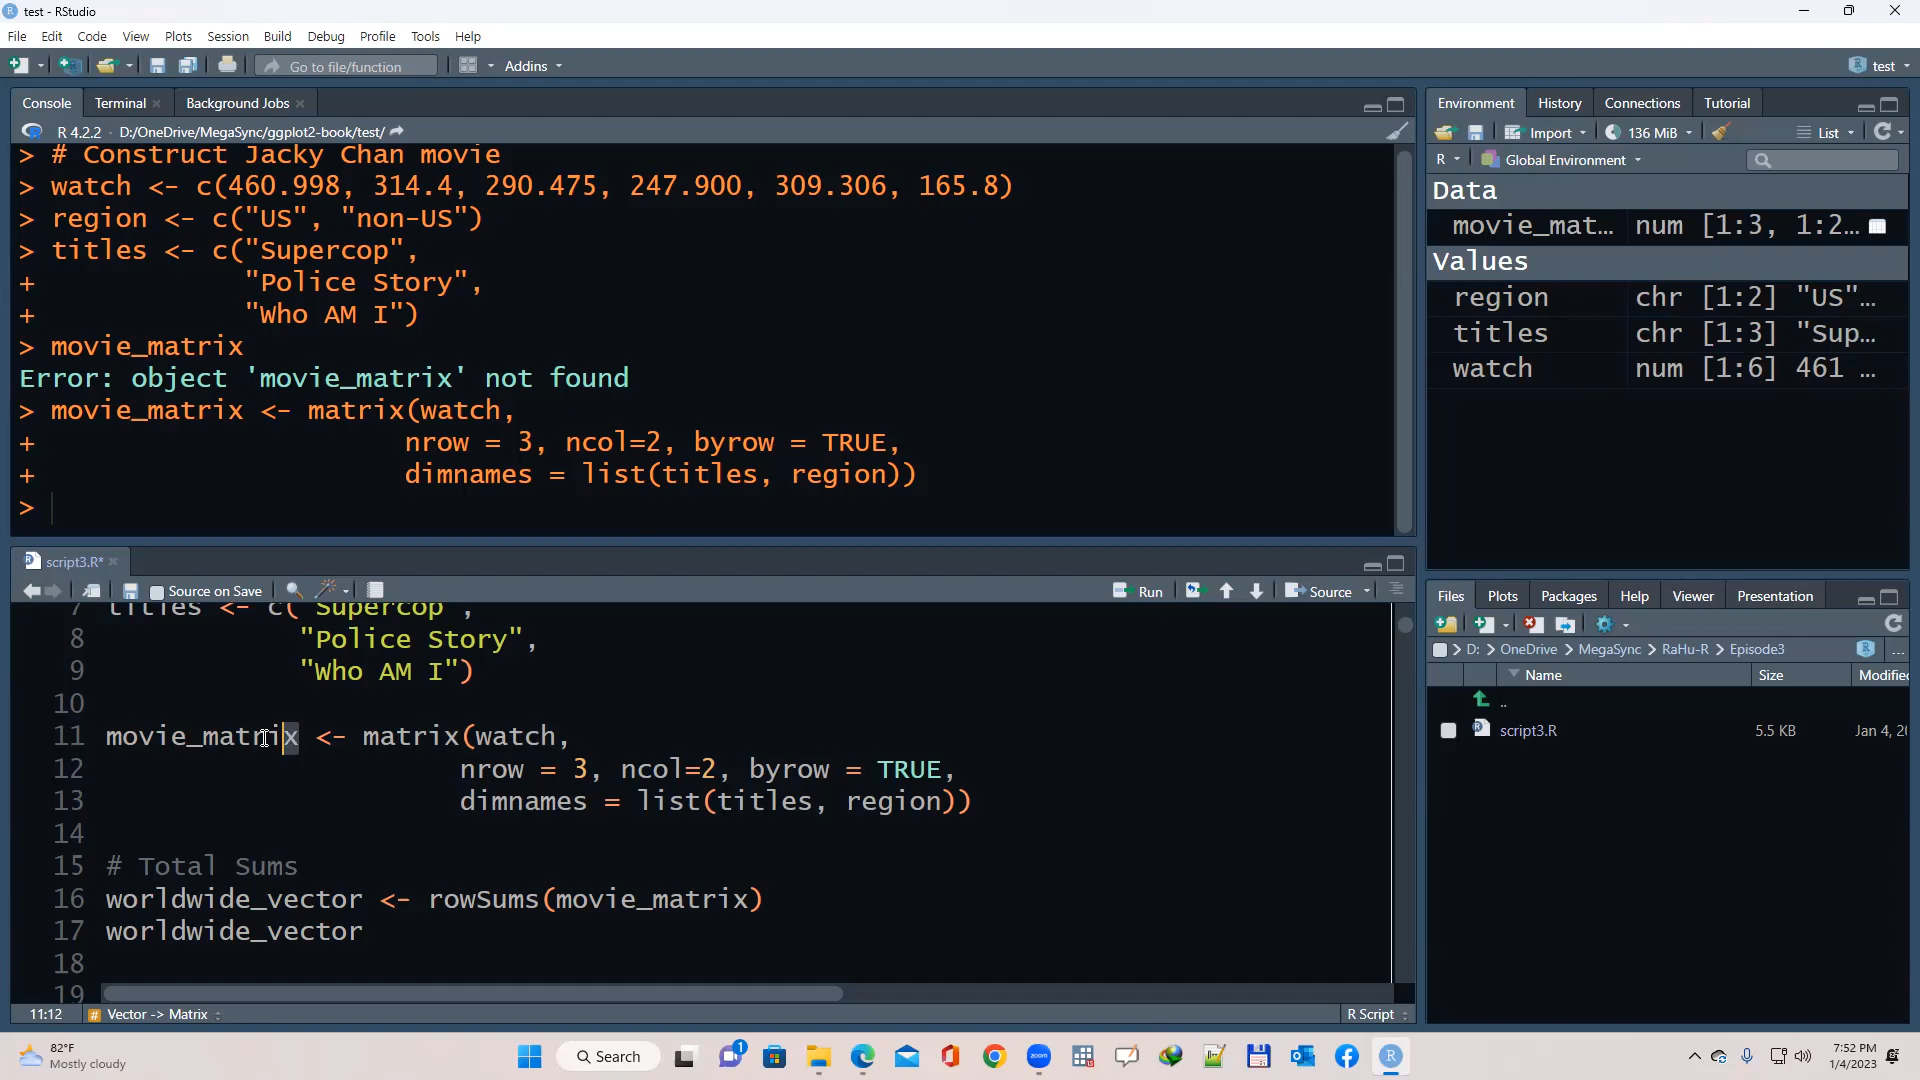 test - RStudio
File Edit Code View Plots Session Build Debug Profile Tools Help
Go to file/function Addins test
Console Terminal Background Jobs
R 4.2.2 · D:/OneDrive/MegaSync/ggplot2-book/test/
> # Construct Jacky Chan movie
> watch <- c(460.998, 314.4, 290.475, 247.900, 309.306, 165.8)
> region <- c("US", "non-US")
> titles <- c("Supercop",
+ "Police Story",
+ "Who AM I")
> movie_matrix
Error: object 'movie_matrix' not found
> movie_matrix <- matrix(watch,
+ nrow = 3, ncol=2, byrow = TRUE,
+ dimnames = list(titles, region))
>
script3.R*
Source on Save Run Source
7 titles <- c("Supercop",
8 "Police Story",
9 "Who AM I")
10
11 movie_matrix <- matrix(watch,
12 nrow = 3, ncol=2, byrow = TRUE,
13 dimnames = list(titles, region))
14
15 # Total Sums
16 worldwide_vector <- rowSums(movie_matrix)
17 worldwide_vector
18
19
11:12 # Vector -> Matrix R Script
Environment History Connections Tutorial
Import 136 MiB List
R Global Environment
Data
movie_mat… num [1:3, 1:2…
Values
region chr [1:2] "US"…
titles chr [1:3] "Sup…
watch num [1:6] 461 …
Files Plots Packages Help Viewer Presentation
D: OneDrive MegaSync RaHu-R Episode3 ...
Name Size Modified
..
script3.R 5.5 KB Jan 4, 20
82°F
Mostly cloudy
Search
1
zoom
7:52 PM
1/4/2023